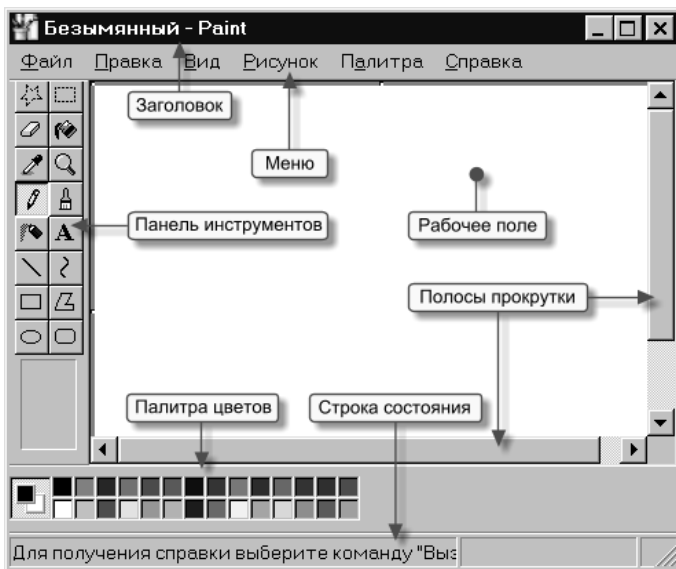 Безымянный - Paint
Файл Правка Вид Рисунок Палитра Справка
Заголовок
Меню
Панель инструментов
Рабочее поле
A
Полосы прокрутки
Палитра цветов
Строка состояния
Для получения справки выберите команду "Выз